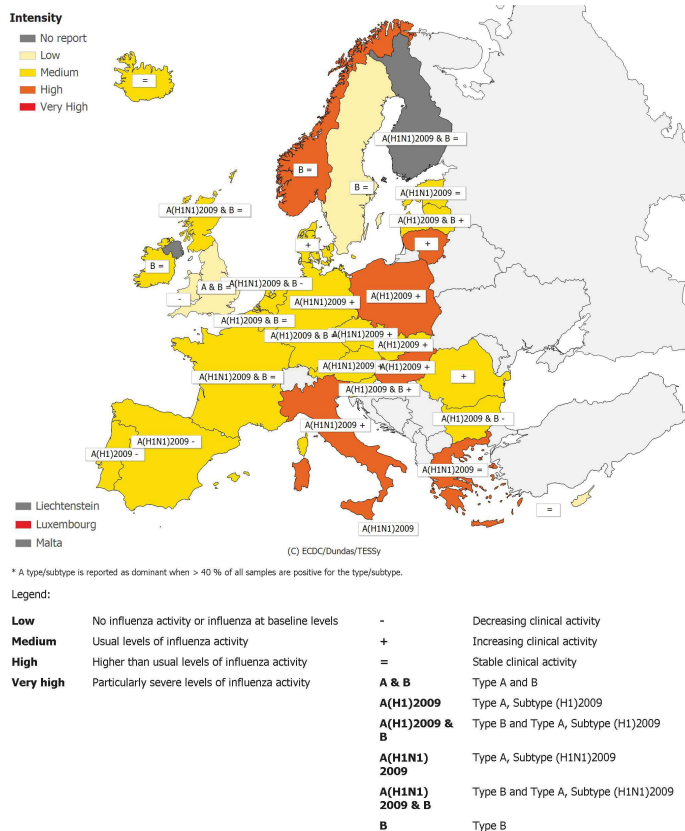 Intensity
No report
Low
Medium
High
Very High
=
A(H1N1)2009 & B =
B =
B =
A(H1N1)2009 =
A(H1)2009 & B =
A(H1)2009 & B +
+
+
B =
A & B =
A(H1N1)2009 & B -
-
A(H1N1)2009 +
A(H1)2009 +
A(H1)2009 & B =
A(H1)2009 & B =
A(H1N1)2009 +
A(H1)2009 +
A(H1N1)2009 +
A(H1)2009 +
A(H1N1)2009 & B =
+
A(H1)2009 & B +
A(H1)2009 & B -
A(H1N1)2009 +
A(H1N1)2009 -
A(H1)2009 -
A(H1N1)2009 =
=
A(H1N1)2009
Liechtenstein
Luxembourg
Malta
(C) ECDC/Dundas/TESSy
* A type/subtype is reported as dominant when > 40 % of all samples are positive for the type/subtype.
Legend:
Low No influenza activity or influenza at baseline levels - Decreasing clinical activity
Medium Usual levels of influenza activity + Increasing clinical activity
High Higher than usual levels of influenza activity = Stable clinical activity
Very high Particularly severe levels of influenza activity A & B Type A and B
A(H1)2009 Type A, Subtype (H1)2009
A(H1)2009 & Type B and Type A, Subtype (H1)2009
B
A(H1N1) Type A, Subtype (H1N1)2009
2009
A(H1N1) Type B and Type A, Subtype (H1N1)2009
2009 & B
B Type B